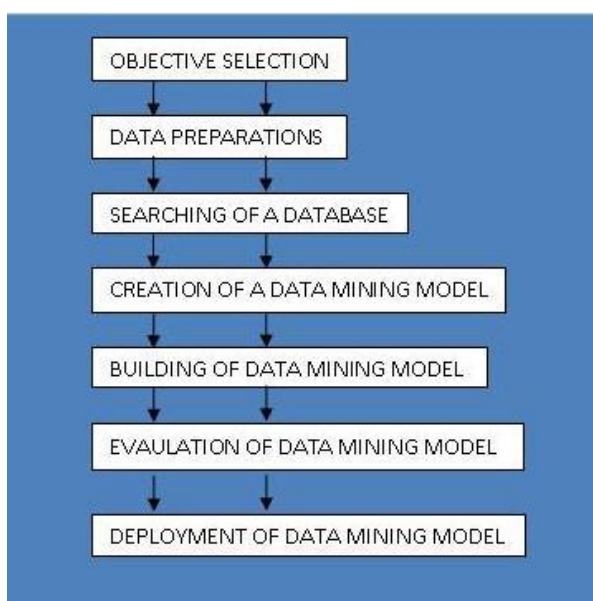 OBJECTIVE SELECTION
DATA PREPARATIONS
SEARCHING OF A DATABASE
CREATION OF A DATA MINING MODEL
BUILDING OF DATA MINING MODEL
EVAULATION OF DATA MINING MODEL
DEPLOYMENT OF DATA MINING MODEL